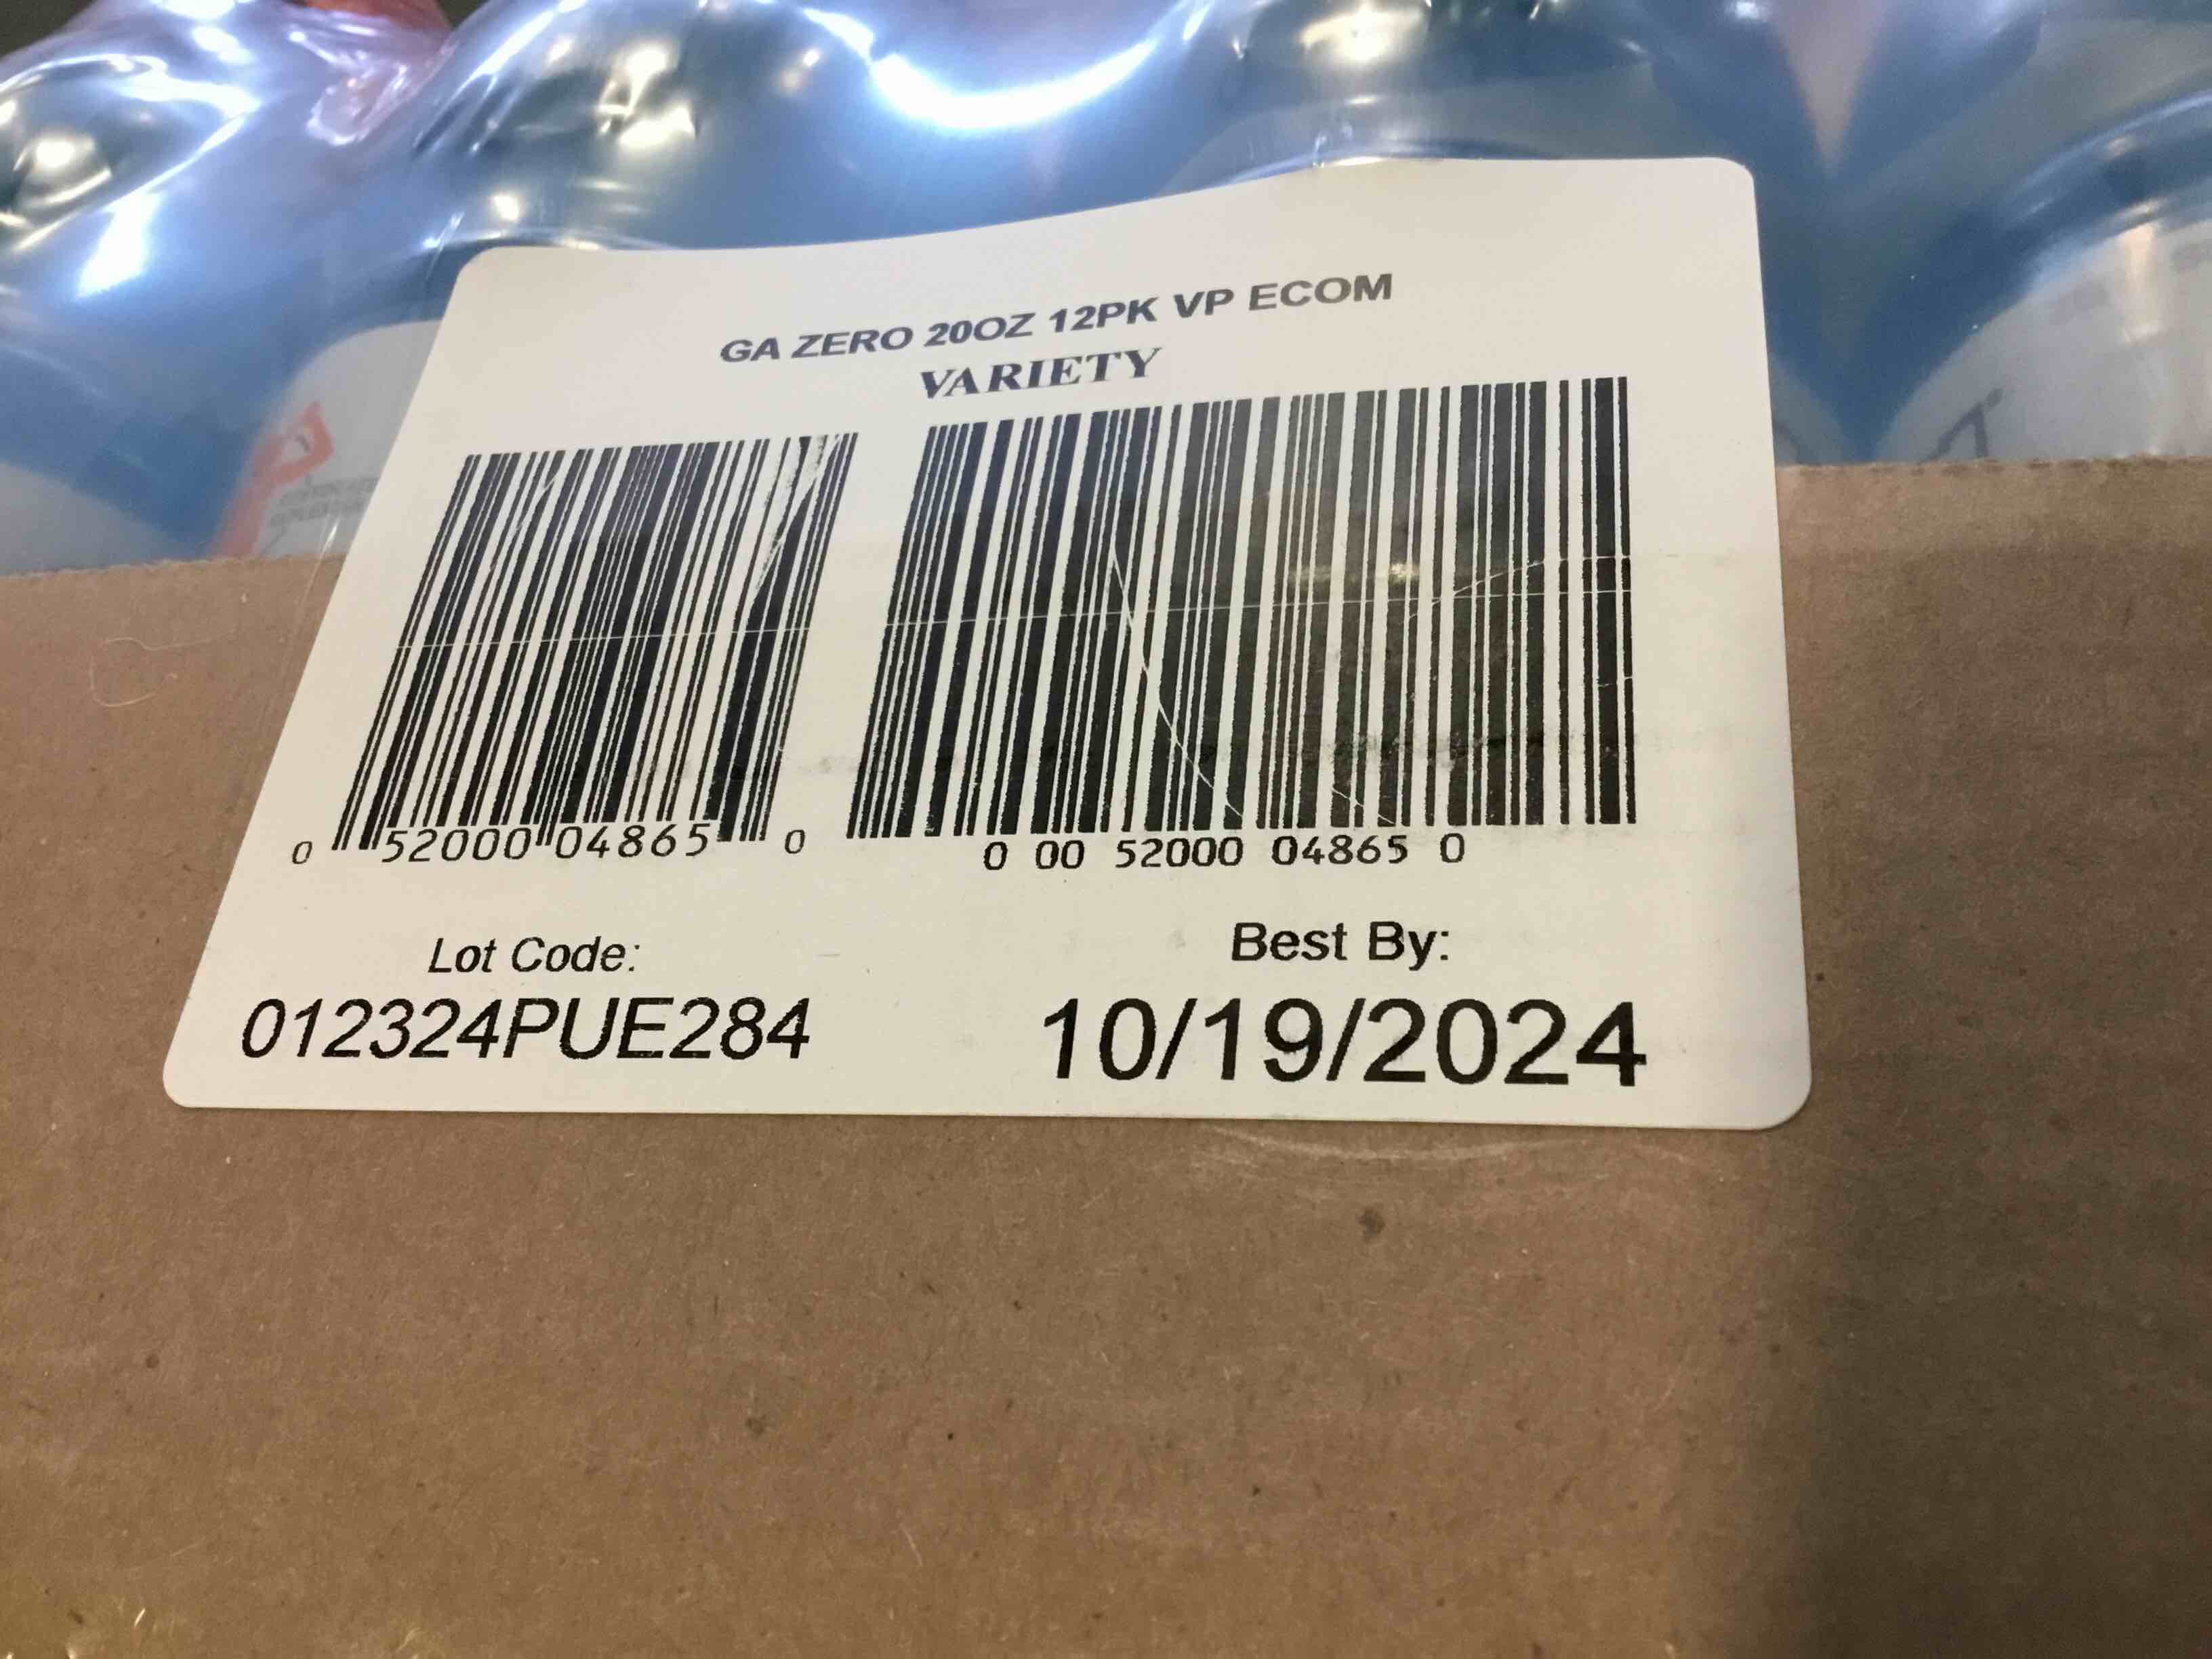 GA ZERO 20OZ 12PK VP ECOM
VARIETY
0 52000 04865 0
0 00 52000 04865 0
Lot Code:
012324PUE284
Best By:
10/19/2024